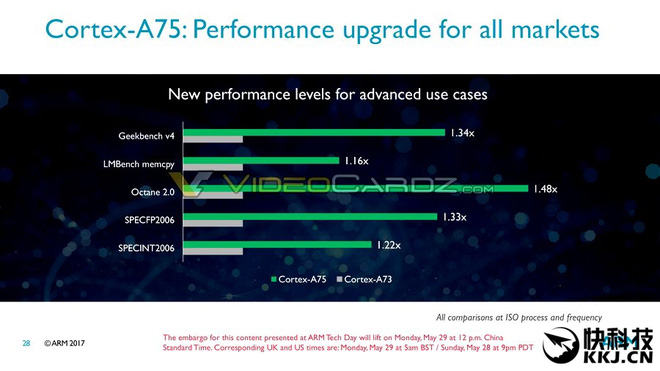 Cortex-A75: Performance upgrade for all markets
New performance levels for advanced use cases
Geekbench v4
1.34x
LMBench memcpy
1.16x
Octane 2.0
1.48x
VIDEOCARDZ.COM
SPECFP2006
1.33x
SPECINT2006
1.22x
Cortex-A75 Cortex-A73
All comparisons at ISO process and frequency
28 © ARM 2017
The embargo for this content presented at ARM Tech Day will lift on Monday, May 29 at 12 p.m. China
Standard Time. Corresponding UK and US times are: Monday, May 29 at 5am BST / Sunday, May 28 at 9pm PDT
快科技
KKJ.CN